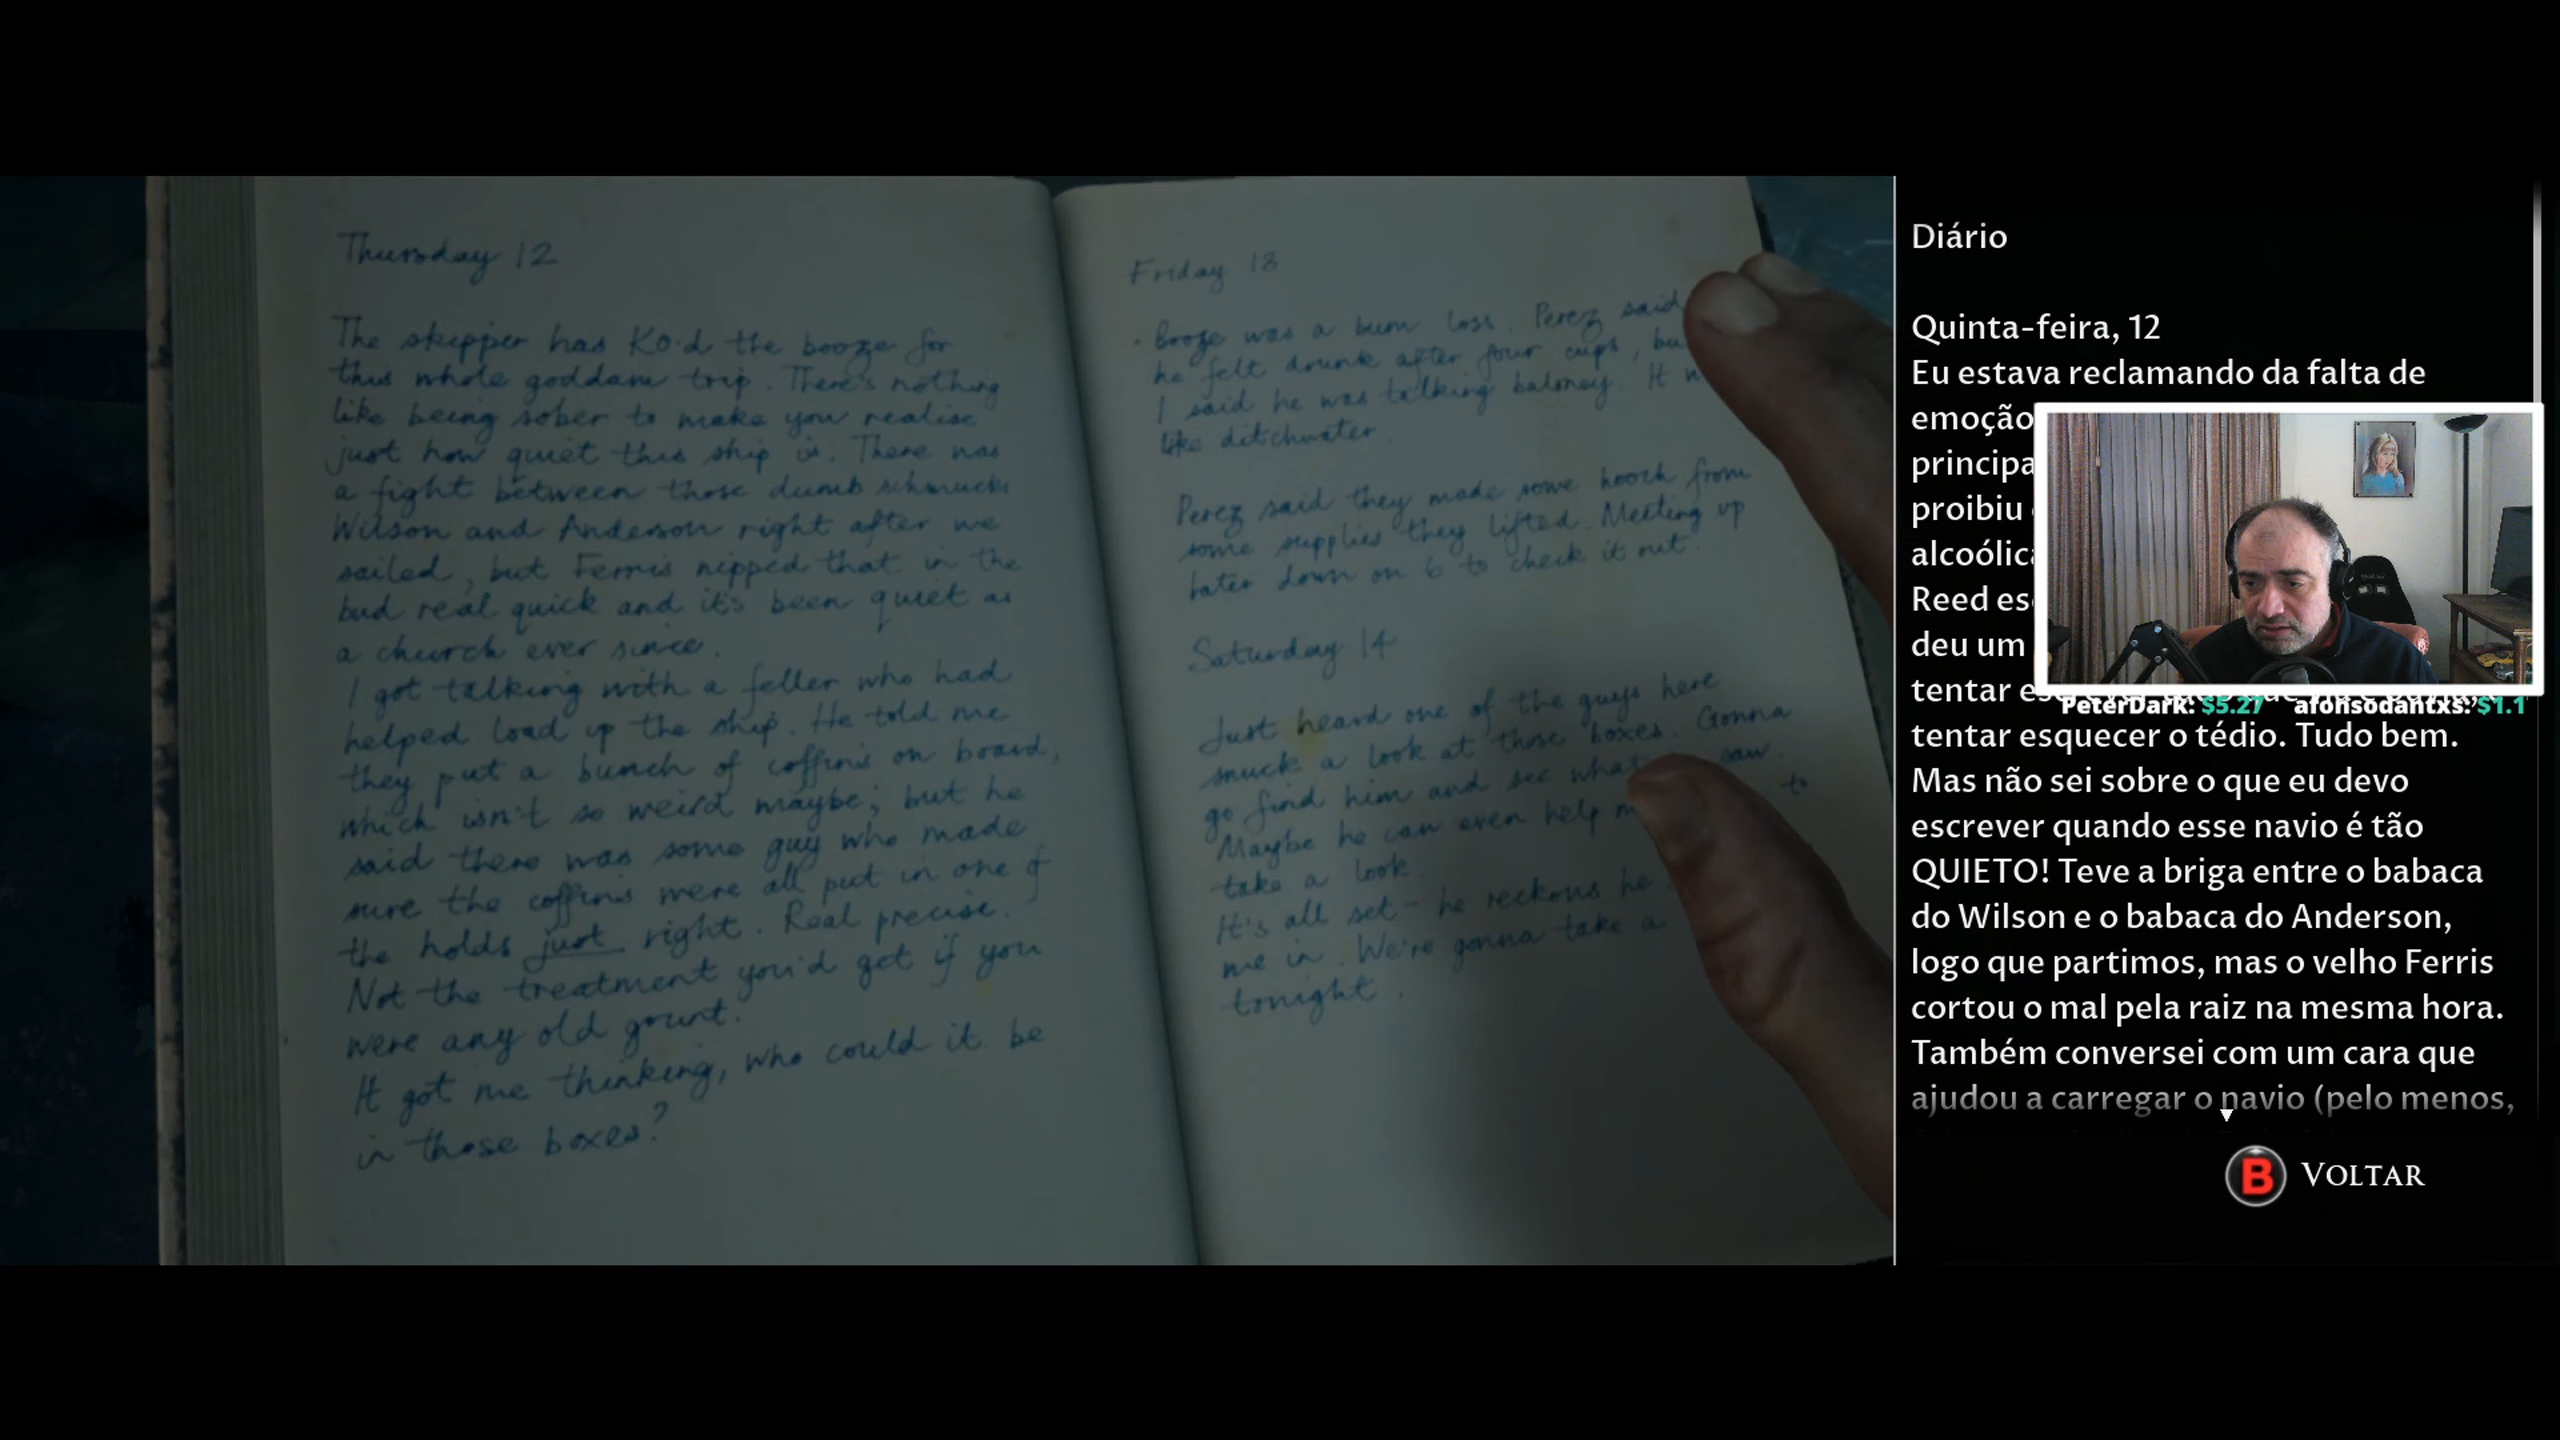 Thursday 12
The skipper has KO'd the booze for
this whole goddam trip. There's nothing
like being sober to make you realise
just how quiet this ship is. There was
a fight between those dumb schmucks
Wilson and Anderson right after we
sailed, but Ferris nipped that in the
bud real quick and it's been quiet as
a church ever since.
I got talking with a feller who had
helped load up the ship. He told me
they put a bunch of coffins on board,
which isn't so weird maybe; but he
said there was some guy who made
sure the coffins were all put in one of
the holds just right. Real precise.
Not the treatment you'd get if you
were any old grunt.
It got me thinking, who could it be
in those boxes?
Friday 13
Booze was a bum loss. Perez said
he felt drunk after four cups, bu
I said he was talking baloney. It w
like ditchwater.
Perez said they made some hooch from
some supplies they lifted. Meeting up
later down on 6 to check it out.
Saturday 14
Just heard one of the guys here
snuck a look at those boxes. Gonna
go find him and see what saw.
Maybe he can even help m to
take a look.
It's all set - he reckons he
me in. We're gonna take a
tonight.
Diário
Quinta-feira, 12
Eu estava reclamando da falta de
emoção
principa
proibiu
alcoólica
Reed es
deu um
tentar es
PeterDark: $5.27 afonsodantxs: $1.1
tentar esquecer o tédio. Tudo bem.
Mas não sei sobre o que eu devo
escrever quando esse navio é tão
QUIETO! Teve a briga entre o babaca
do Wilson e o babaca do Anderson,
logo que partimos, mas o velho Ferris
cortou o mal pela raiz na mesma hora.
Também conversei com um cara que
ajudou a carregar o navio (pelo menos,
B VOLTAR